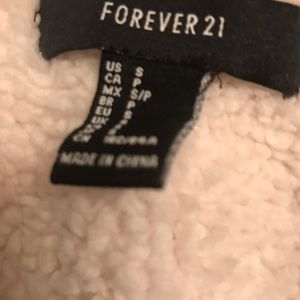 FOREVER 21
US S
CA P
MX S/P
BR P
EU S
UK
CN
MADE IN CHINA